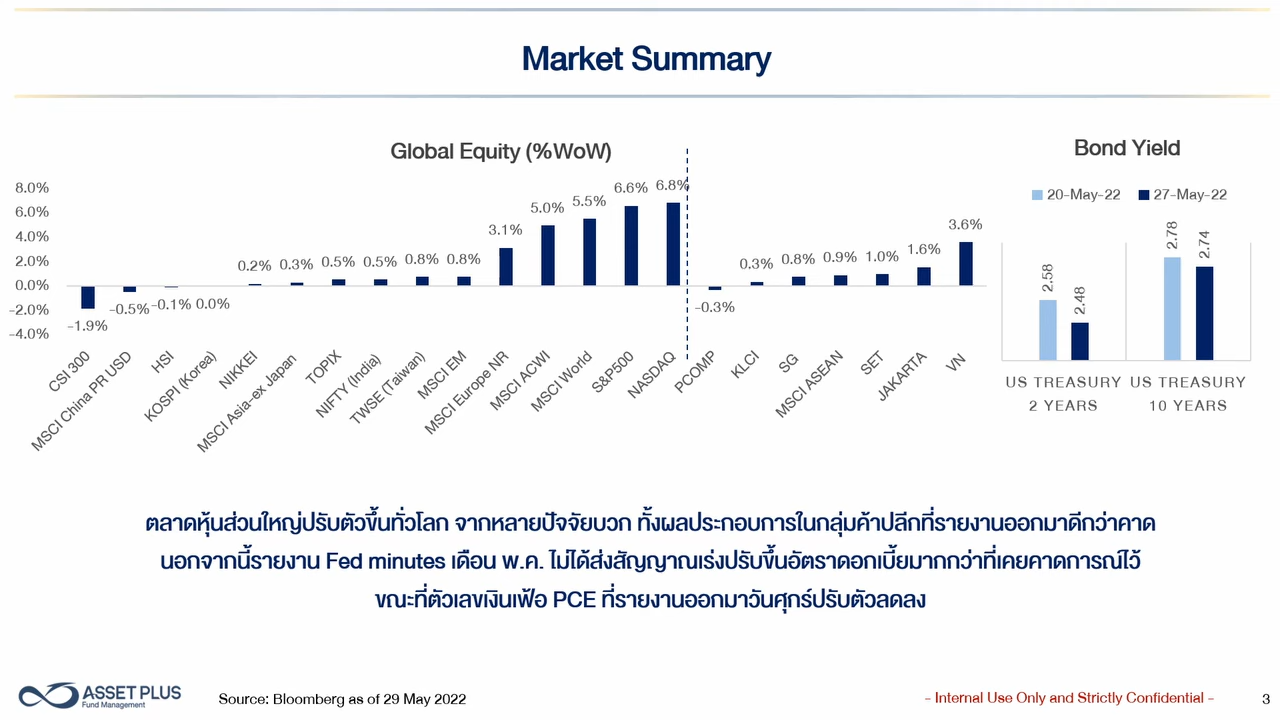 Market Summary
Global Equity (%WoW)
8.0%
6.0%
4.0%
2.0%
0.0%
-2.0%
-4.0%
-1.9%
-0.5%
-0.1%
0.0%
0.2%
0.3%
0.5%
0.5%
0.8%
0.8%
3.1%
5.0%
5.5%
6.6%
6.8%
-0.3%
0.3%
0.8%
0.9%
1.0%
1.6%
3.6%
CSI 300
MSCI China PR USD
HSI
KOSPI (Korea)
NIKKEI
MSCI Asia-ex Japan
TOPIX
NIFTY (India)
TWSE (Taiwan)
MSCI EM
MSCI Europe NR
MSCI ACWI
MSCI World
S&P500
NASDAQ
PCOMP
KLCI
SG
MSCI ASEAN
SET
JAKARTA
VN
Bond Yield
20-May-22 27-May-22
2.58
2.48
2.78
2.74
US TREASURY 2 YEARS
US TREASURY 10 YEARS
ตลาดหุ้นส่วนใหญ่ปรับตัวขึ้นทั่วโลก จากหลายปัจจัยบวก ทั้งผลประกอบการในกลุ่มค้าปลีกที่รายงานออกมาดีกว่าคาด
นอกจากนี้รายงาน Fed minutes เดือน พ.ค. ไม่ได้ส่งสัญญาณเร่งปรับขึ้นอัตราดอกเบี้ยมากกว่าที่เคยคาดการณ์ไว้
ขณะที่ตัวเลขเงินเฟ้อ PCE ที่รายงานออกมาวันศุกร์ปรับตัวลดลง
ASSET PLUS
Fund Management
Source: Bloomberg as of 29 May 2022
- Internal Use Only and Strictly Confidential -
3